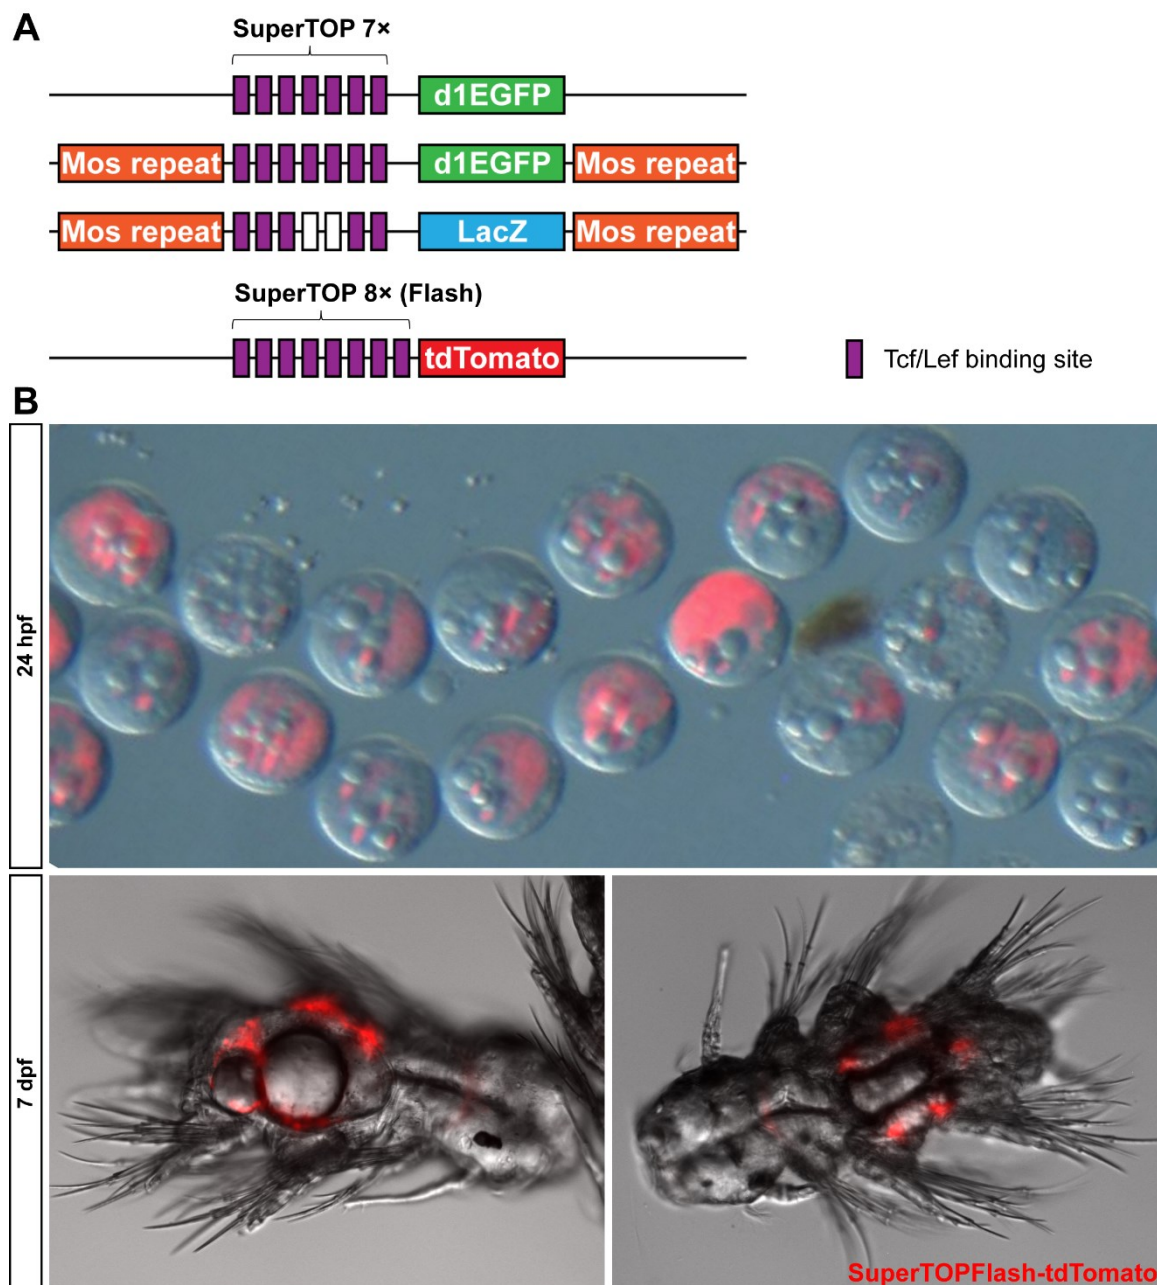 A
SuperTOP 7×
d1EGFP
Mos repeat d1EGFP Mos repeat
Mos repeat LacZ Mos repeat
SuperTOP 8× (Flash)
tdTomato
Tcf/Lef binding site
B
24 hpf
7 dpf
SuperTOPFlash-tdTomato